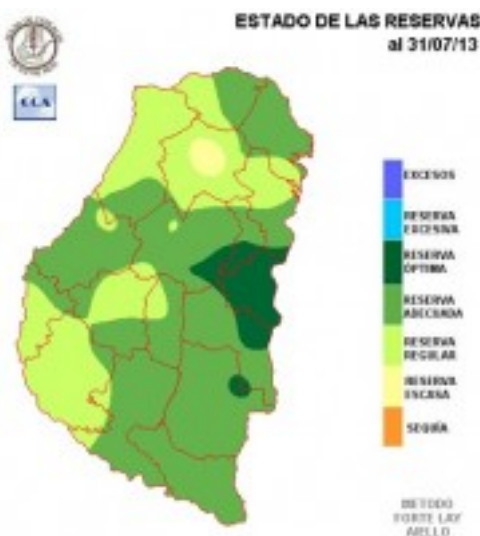 ESTADO DE LAS RESERVAS
al 31/07/13
CCA
EXCESOS
RESERVA
EXCESIVA
RESERVA
ÓPTIMA
RESERVA
ADECUADA
RESERVA
REGULAR
RESERVA
ESCASA
SEQUÍA
METODO
FORTE LAY
AIELLO